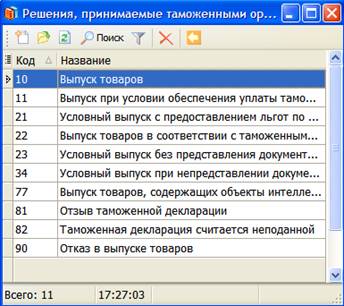 Решения, принимаемые таможенными ор...
Поиск
Код Название
10 Выпуск товаров
11 Выпуск при условии обеспечения уплаты тамо...
21 Условный выпуск с предоставлением льгот по ...
22 Выпуск товаров в соответствии с таможенным...
23 Условный выпуск без представления документ...
34 Условный выпуск при непредставлении докуме...
77 Выпуск товаров, содержащих объекты интелле...
81 Отзыв таможенной декларации
82 Таможенная декларация считается неподанной
90 Отказ в выпуске товаров
Всего: 11 17:27:03